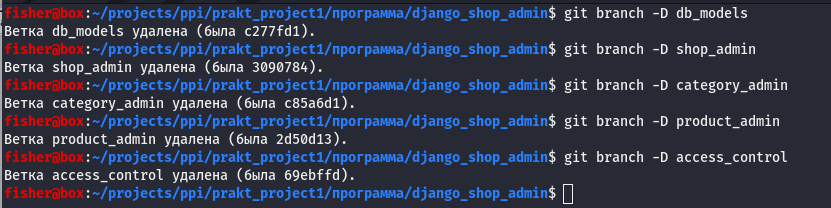 fisher@box:~/projects/ppi/prakt_project1/программа/django_shop_admin$ git branch -D db_models
Ветка db_models удалена (была c277fd1).
fisher@box:~/projects/ppi/prakt_project1/программа/django_shop_admin$ git branch -D shop_admin
Ветка shop_admin удалена (была 3090784).
fisher@box:~/projects/ppi/prakt_project1/программа/django_shop_admin$ git branch -D category_admin
Ветка category_admin удалена (была c85a6d1).
fisher@box:~/projects/ppi/prakt_project1/программа/django_shop_admin$ git branch -D product_admin
Ветка product_admin удалена (была 2d50d13).
fisher@box:~/projects/ppi/prakt_project1/программа/django_shop_admin$ git branch -D access_control
Ветка access_control удалена (была 69ebffd).
fisher@box:~/projects/ppi/prakt_project1/программа/django_shop_admin$